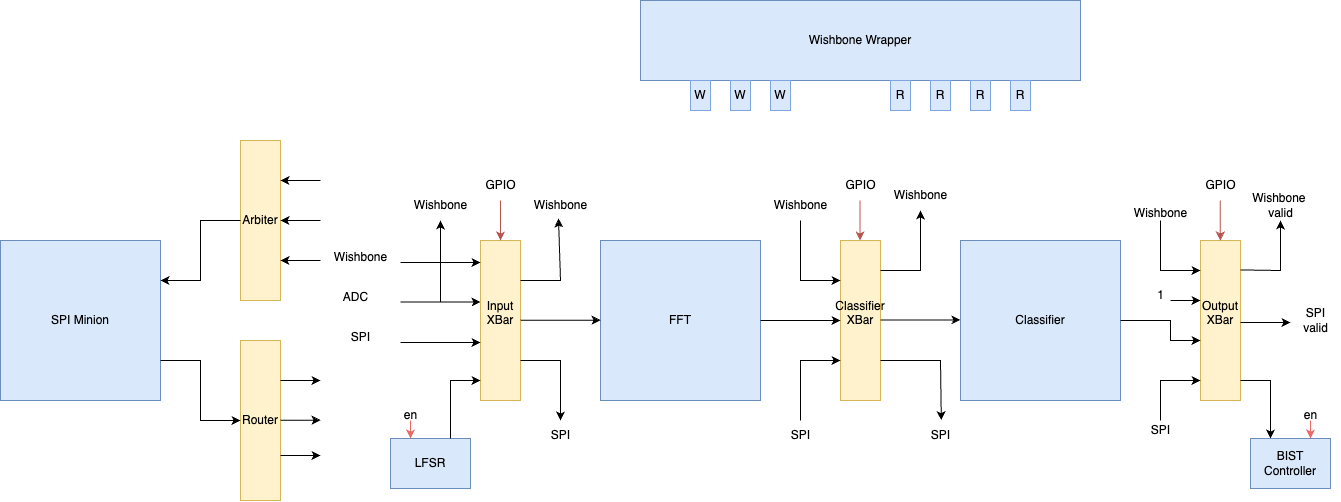 Wishbone Wrapper
W
W
W
R
R
R
R
GPIO
GPIO
GPIO
Wishbone
Wishbone
Wishbone
Wishbone
Wishbone
Wishbone
valid
Arbiter
Wishbone
ADC
SPI
Input
XBar
FFT
Classifier
XBar
Classifier
1
Output
XBar
SPI
valid
SPI Minion
Router
en
LFSR
SPI
SPI
SPI
SPI
en
BIST
Controller